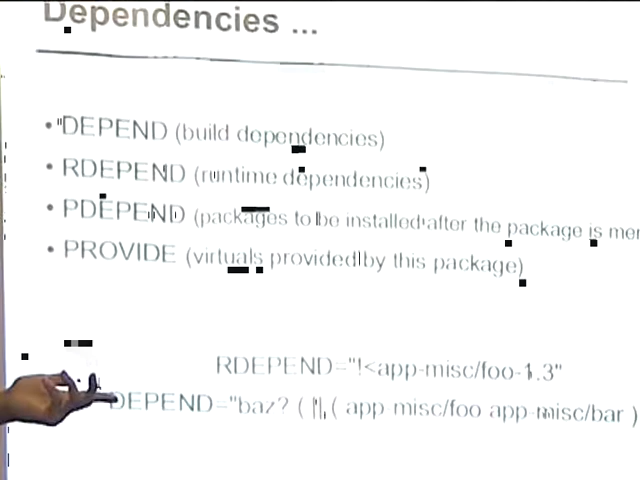 Dependencies ...
• DEPEND (build dependencies)
• RDEPEND (runtime dependencies)
• PDEPEND (packages to be installed after the package is mer
• PROVIDE (virtuals provided by this package)
RDEPEND="!<app-misc/foo-1.3"
DEPEND="baz? ( || ( app-misc/foo app-misc/bar )